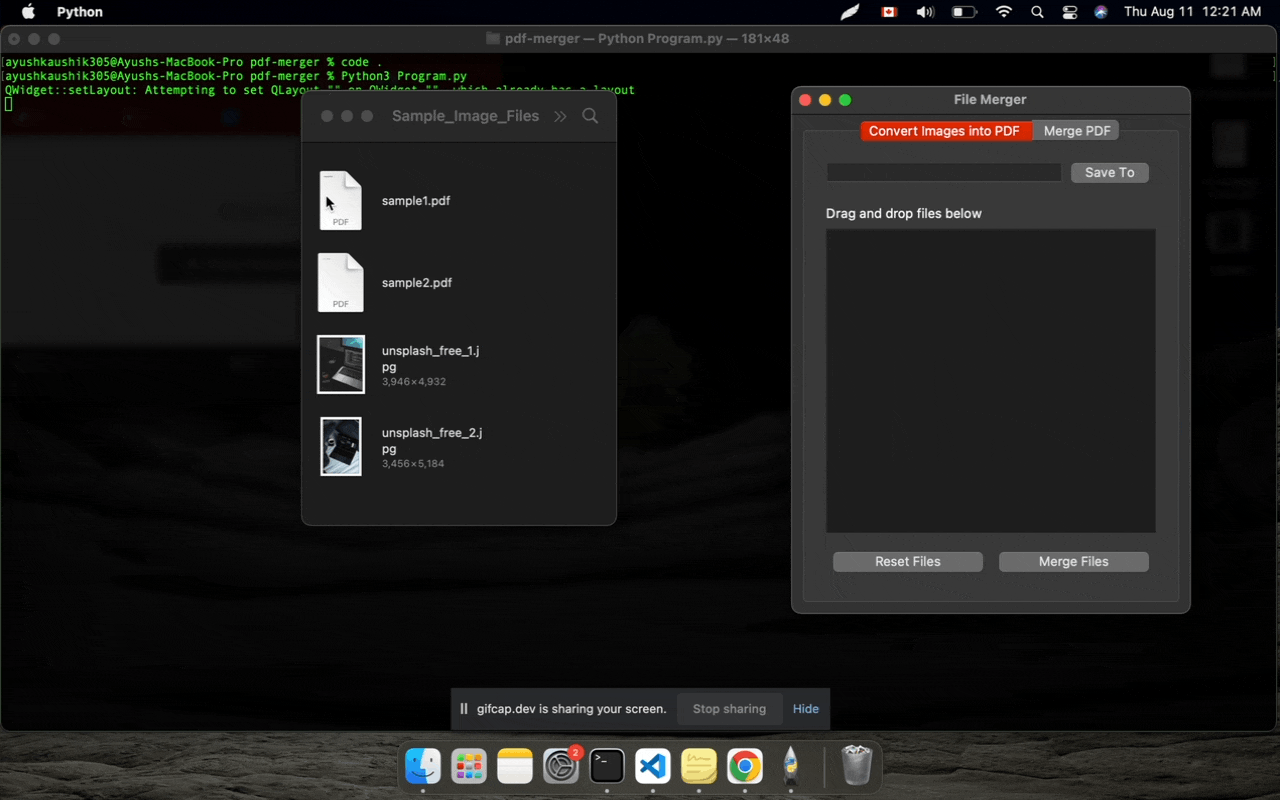 Python
Thu Aug 11 12:21 AM
pdf-merger — Python Program.py — 181×48
[ayushkaushik305@Ayushs-MacBook-Pro pdf-merger % code .
[ayushkaushik305@Ayushs-MacBook-Pro pdf-merger % Python3 Program.py
QWidget::setLayout: Attempting to set QLayout "" on QWidget "", which already has a layout
Sample_Image_Files
PDF
sample1.pdf
PDF
sample2.pdf
unsplash_free_1.j
pg
3,946×4,932
unsplash_free_2.j
pg
3,456×5,184
File Merger
Convert Images into PDF
Merge PDF
Save To
Drag and drop files below
Reset Files
Merge Files
gifcap.dev is sharing your screen.
Stop sharing
Hide
2